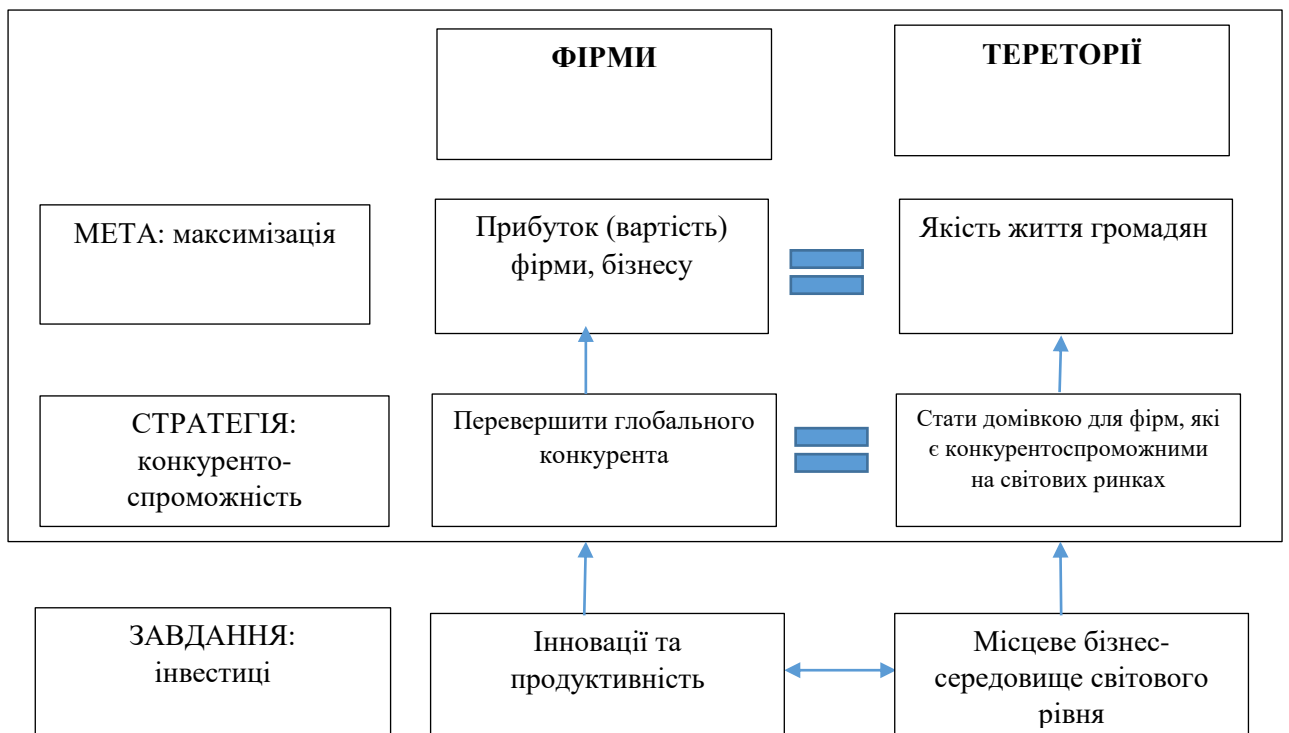 ФІРМИ
ТЕРЕТОРІЇ
МЕТА: максимізація
Прибуток (вартість)
фірми, бізнесу
Якість життя громадян
СТРАТЕГІЯ:
конкуренто-
спроможність
Перевершити глобального
конкурента
Стати домівкою для фірм, які
є конкурентоспроможними
на світових ринках
ЗАВДАННЯ:
інвестиці
Інновації та
продуктивність
Місцеве бізнес-
середовище світового
рівня